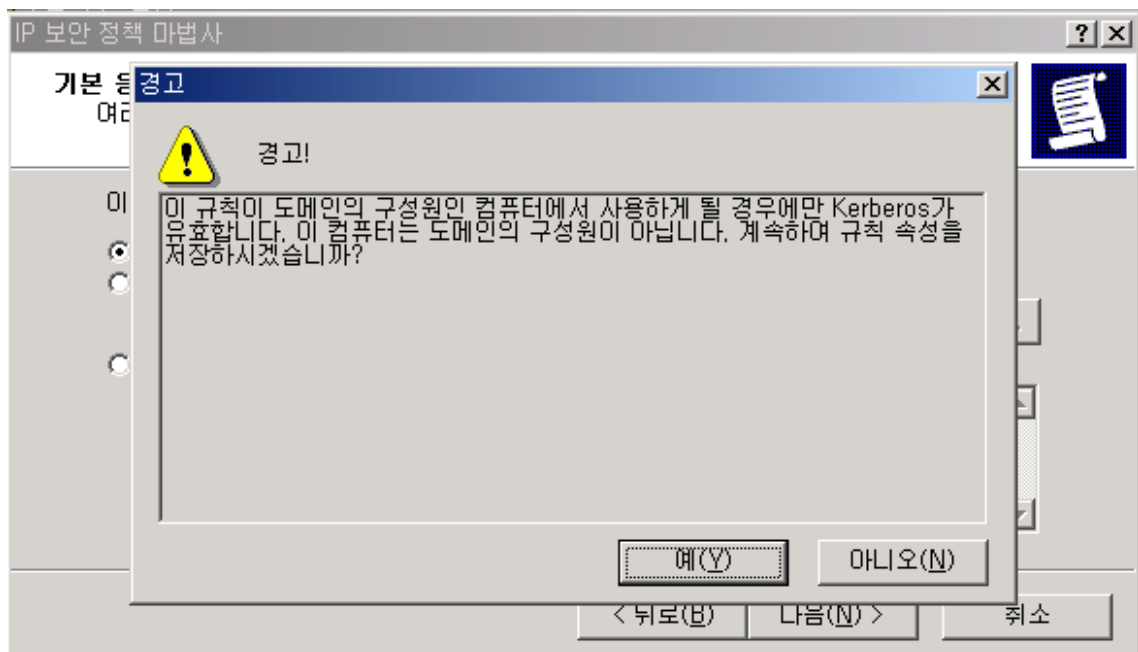 IP 보안 정책 마법사
기본
경고
경고!
이
이 규칙이 도메인의 구성원인 컴퓨터에서 사용하게 될 경우에만 Kerberos가
유효합니다. 이 컴퓨터는 도메인의 구성원이 아닙니다. 계속하며 규칙 속성을
저장하시겠습니까?
예(Y)
아니오(N)
< 뒤로(B)
다음(N) >
취소